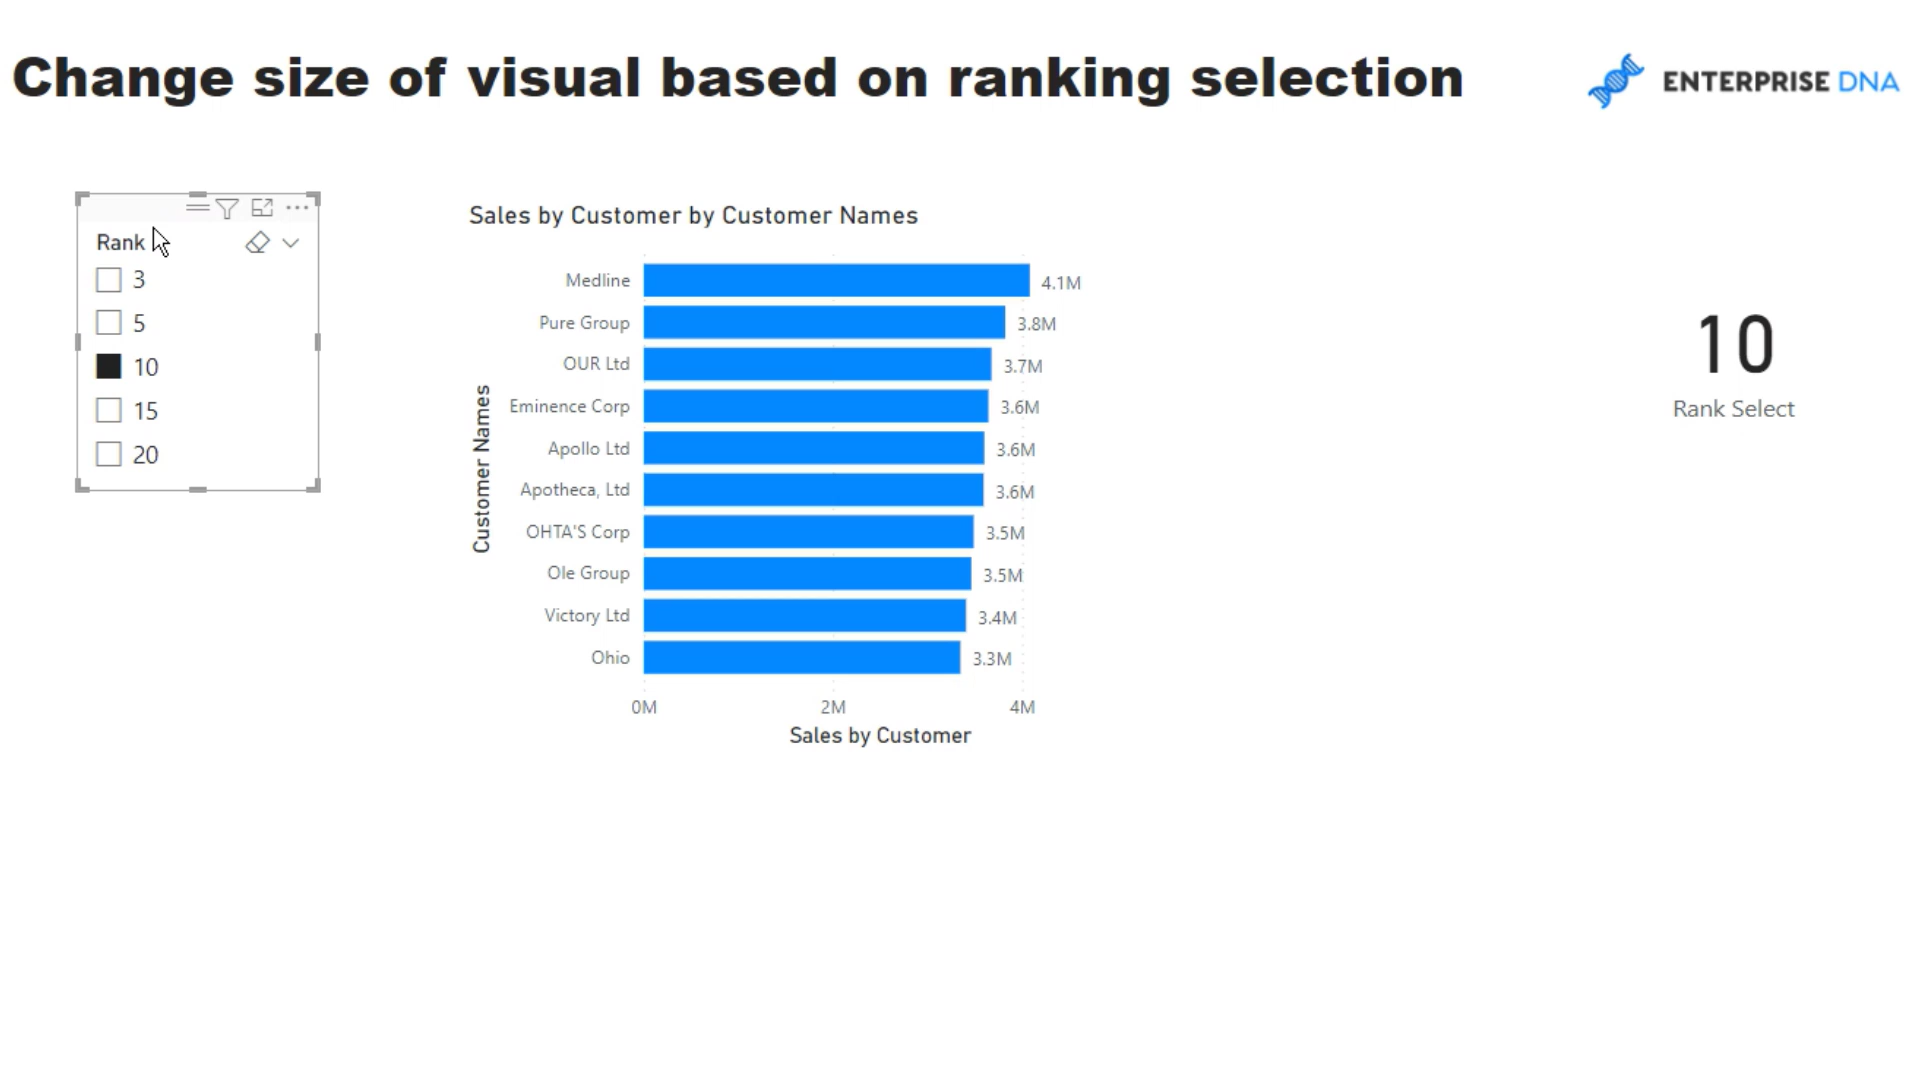 Change size of visual based on ranking selection
ENTERPRISE DNA
Rank
3
5
10
15
20
Sales by Customer by Customer Names
Customer Names
Medline 4.1M
Pure Group 3.8M
OUR Ltd 3.7M
Eminence Corp 3.6M
Apollo Ltd 3.6M
Apotheca, Ltd 3.6M
OHTA'S Corp 3.5M
Ole Group 3.5M
Victory Ltd 3.4M
Ohio 3.3M
0M 2M 4M
Sales by Customer
10
Rank Select